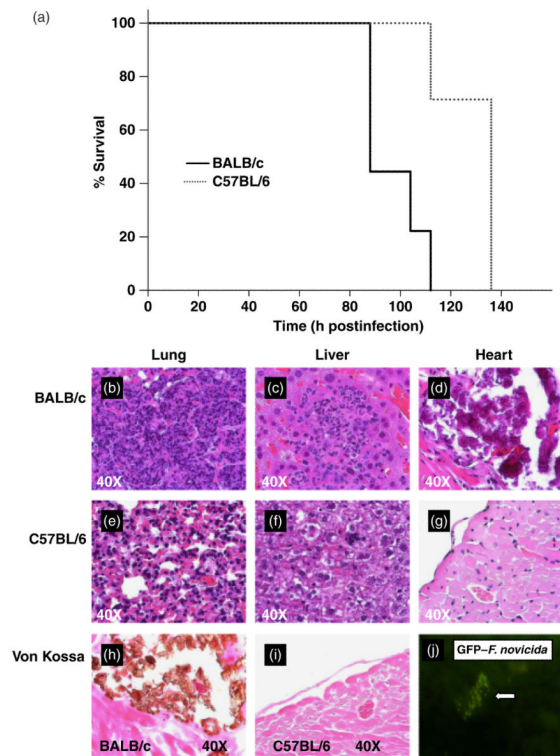 (a)
100
80
60
40
20
0
% Survival
BALB/c
C57BL/6
0 20 40 60 80 100 120 140
Time (h postinfection)
Lung Liver Heart
BALB/c
(b) (c) (d)
40X 40X 40X
C57BL/6
(e) (f) (g)
40X 40X 40X
Von Kossa
(h) (i) (j) GFP–F. novicida
BALB/c 40X C57BL/6 40X